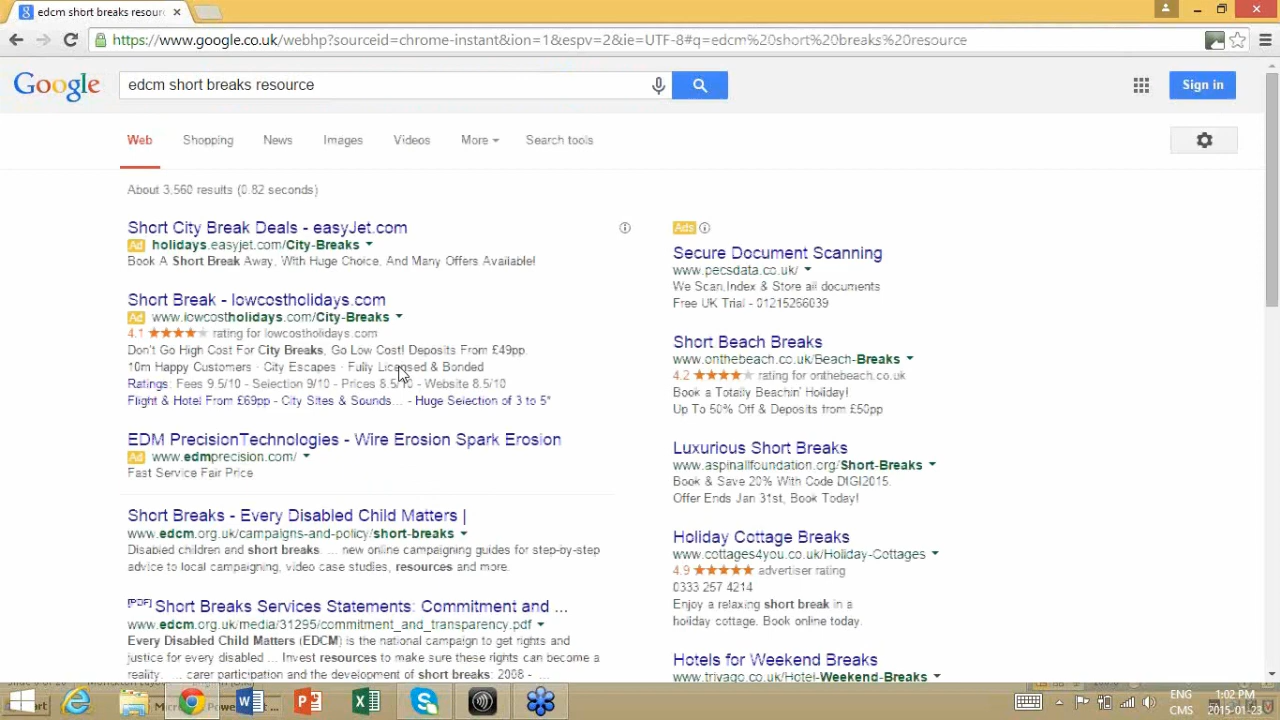 edcm short breaks resour
https://www.google.co.uk/webhp?sourceid=chrome-instant&ion=1&espv=2&ie=UTF-8#q=edcm%20short%20breaks%20resource
Google
edcm short breaks resource
Sign in
Web
Shopping
News
Images
Videos
More
Search tools
About 3,560 results (0.82 seconds)
Short City Break Deals - easyJet.com
Ad holidays.easyjet.com/City-Breaks
Book A Short Break Away, With Huge Choice, And Many Offers Available!
Short Break - lowcostholidays.com
Ad www.lowcostholidays.com/City-Breaks
4.1 ★★★★★ rating for lowcostholidays.com
Don't Go High Cost For City Breaks, Go Low Cost! Deposits From £49pp.
10m Happy Customers · City Escapes · Fully Licensed & Bonded
Ratings: Fees 9.5/10 - Selection 9/10 - Prices 8.5/10 - Website 8.5/10
Flight & Hotel From £69pp - City Sites & Sounds... - Huge Selection of 3 to 5*
EDM PrecisionTechnologies - Wire Erosion Spark Erosion
Ad www.edmprecision.com/
Fast Service Fair Price
Short Breaks - Every Disabled Child Matters |
www.edcm.org.uk/campaigns-and-policy/short-breaks
Disabled children and short breaks. ... new online campaigning guides for step-by-step
advice to local campaigning, video case studies, resources and more.
[PDF] Short Breaks Services Statements: Commitment and ...
www.edcm.org.uk/media/31295/commitment_and_transparency.pdf
Every Disabled Child Matters (EDCM) is the national campaign to get rights and
justice for every disabled ... Invest resources to make sure these rights can become a
reality. ... carer participation and the development of short breaks: 2008 - ...
Ads
Secure Document Scanning
www.pecsdata.co.uk/
We Scan,Index & Store all documents
Free UK Trial - 01215266039
Short Beach Breaks
www.onthebeach.co.uk/Beach-Breaks
4.2 ★★★★★ rating for onthebeach.co.uk
Book a Totally Beachin' Holiday!
Up To 50% Off & Deposits from £50pp
Luxurious Short Breaks
www.aspinallfoundation.org/Short-Breaks
Book & Save 20% With Code DIGI2015.
Offer Ends Jan 31st, Book Today!
Holiday Cottage Breaks
www.cottages4you.co.uk/Holiday-Cottages
4.9 ★★★★★ advertiser rating
0333 257 4214
Enjoy a relaxing short break in a
holiday cottage. Book online today.
Hotels for Weekend Breaks
www.trivago.co.uk/Hotel-Weekend-Breaks
ENG
CMS
1:02 PM
2015-01-23